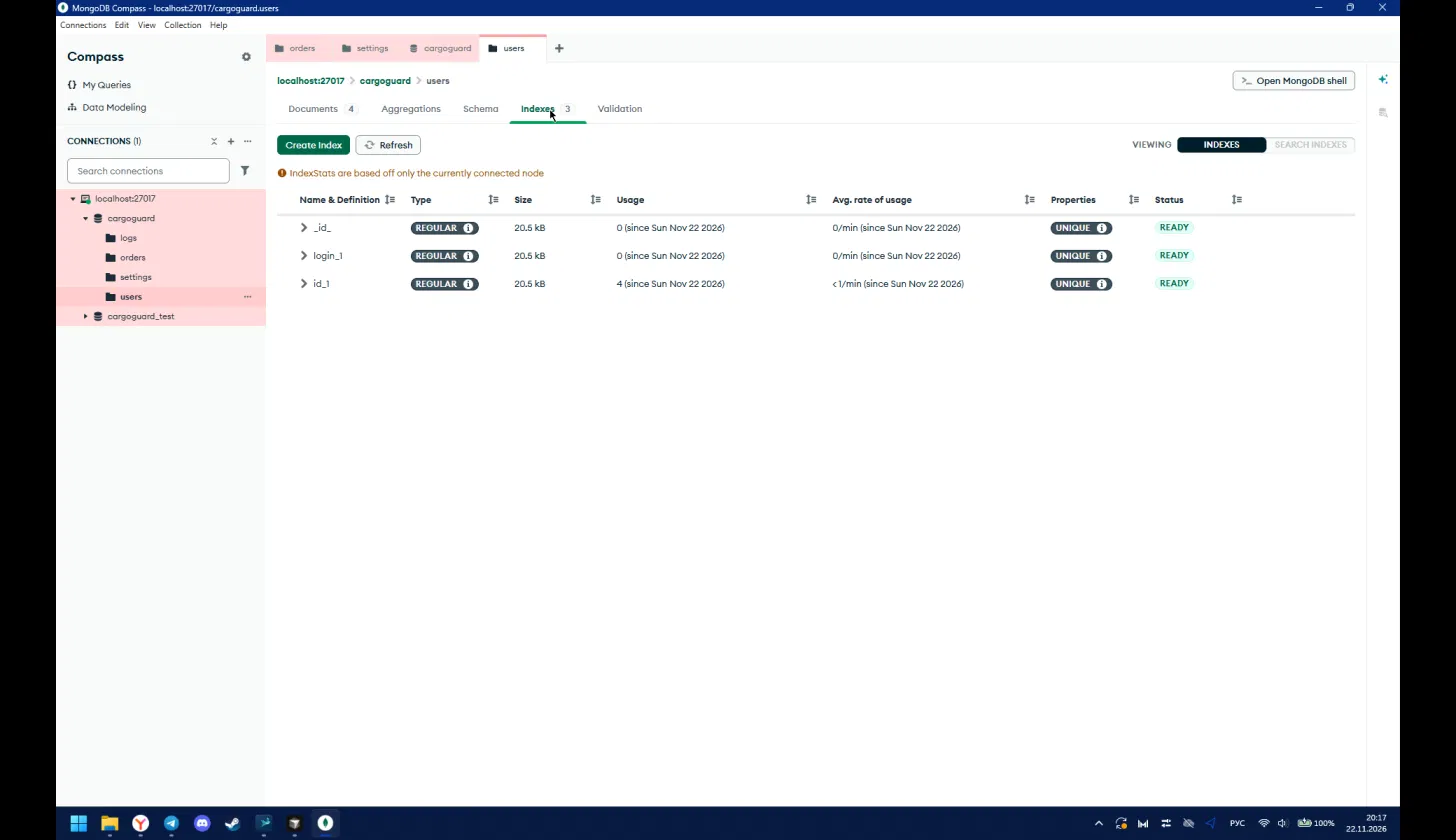 MongoDB Compass - localhost:27017/cargoguard.users
Connections Edit View Collection Help
Compass
My Queries
Data Modeling
CONNECTIONS (1)
Search connections
localhost:27017
cargoguard
logs
orders
settings
users
cargoguard_test
orders settings cargoguard users
localhost:27017 > cargoguard > users
>_ Open MongoDB shell
Documents 4 Aggregations Schema Indexes 3 Validation
Create Index Refresh
VIEWING INDEXES SEARCH INDEXES
IndexStats are based off only the currently connected node
Name & Definition Type Size Usage Avg. rate of usage Properties Status
_id_ REGULAR 20.5 kB 0 (since Sun Nov 22 2026) 0/min (since Sun Nov 22 2026) UNIQUE READY
login_1 REGULAR 20.5 kB 0 (since Sun Nov 22 2026) 0/min (since Sun Nov 22 2026) UNIQUE READY
id_1 REGULAR 20.5 kB 4 (since Sun Nov 22 2026) <1/min (since Sun Nov 22 2026) UNIQUE READY
РУС 100% 20:17
22.11.2026